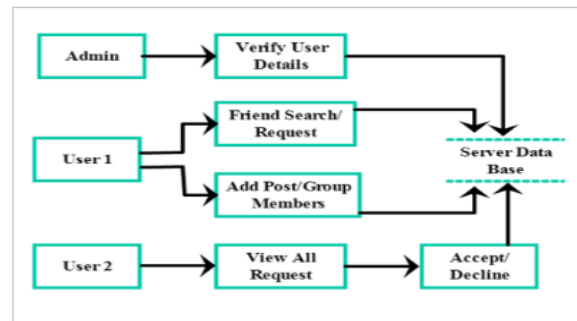 Admin
Verify User
Details
Friend Search/
Request
User 1
Server Data
Base
Add Post/Group
Members
User 2
View All
Request
Accept/
Decline